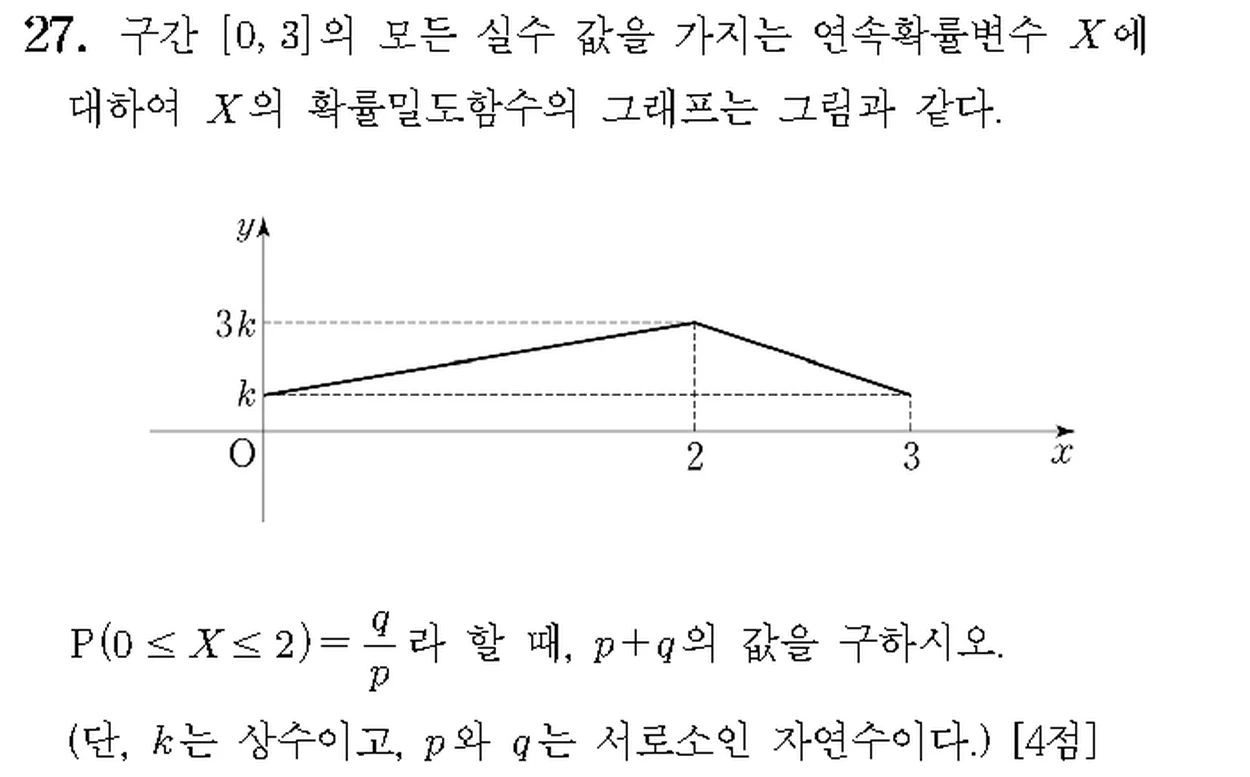 27. 구간 [0, 3]의 모든 실수 값을 가지는 연속확률변수 X에
대하여 X의 확률밀도함수의 그래프는 그림과 같다.
y
3k
k
O
2
3
x
P(0 ≤ X ≤ 2) = q/p 라 할 때, p+q의 값을 구하시오.
(단, k는 상수이고, p와 q는 서로소인 자연수이다.) [4점]